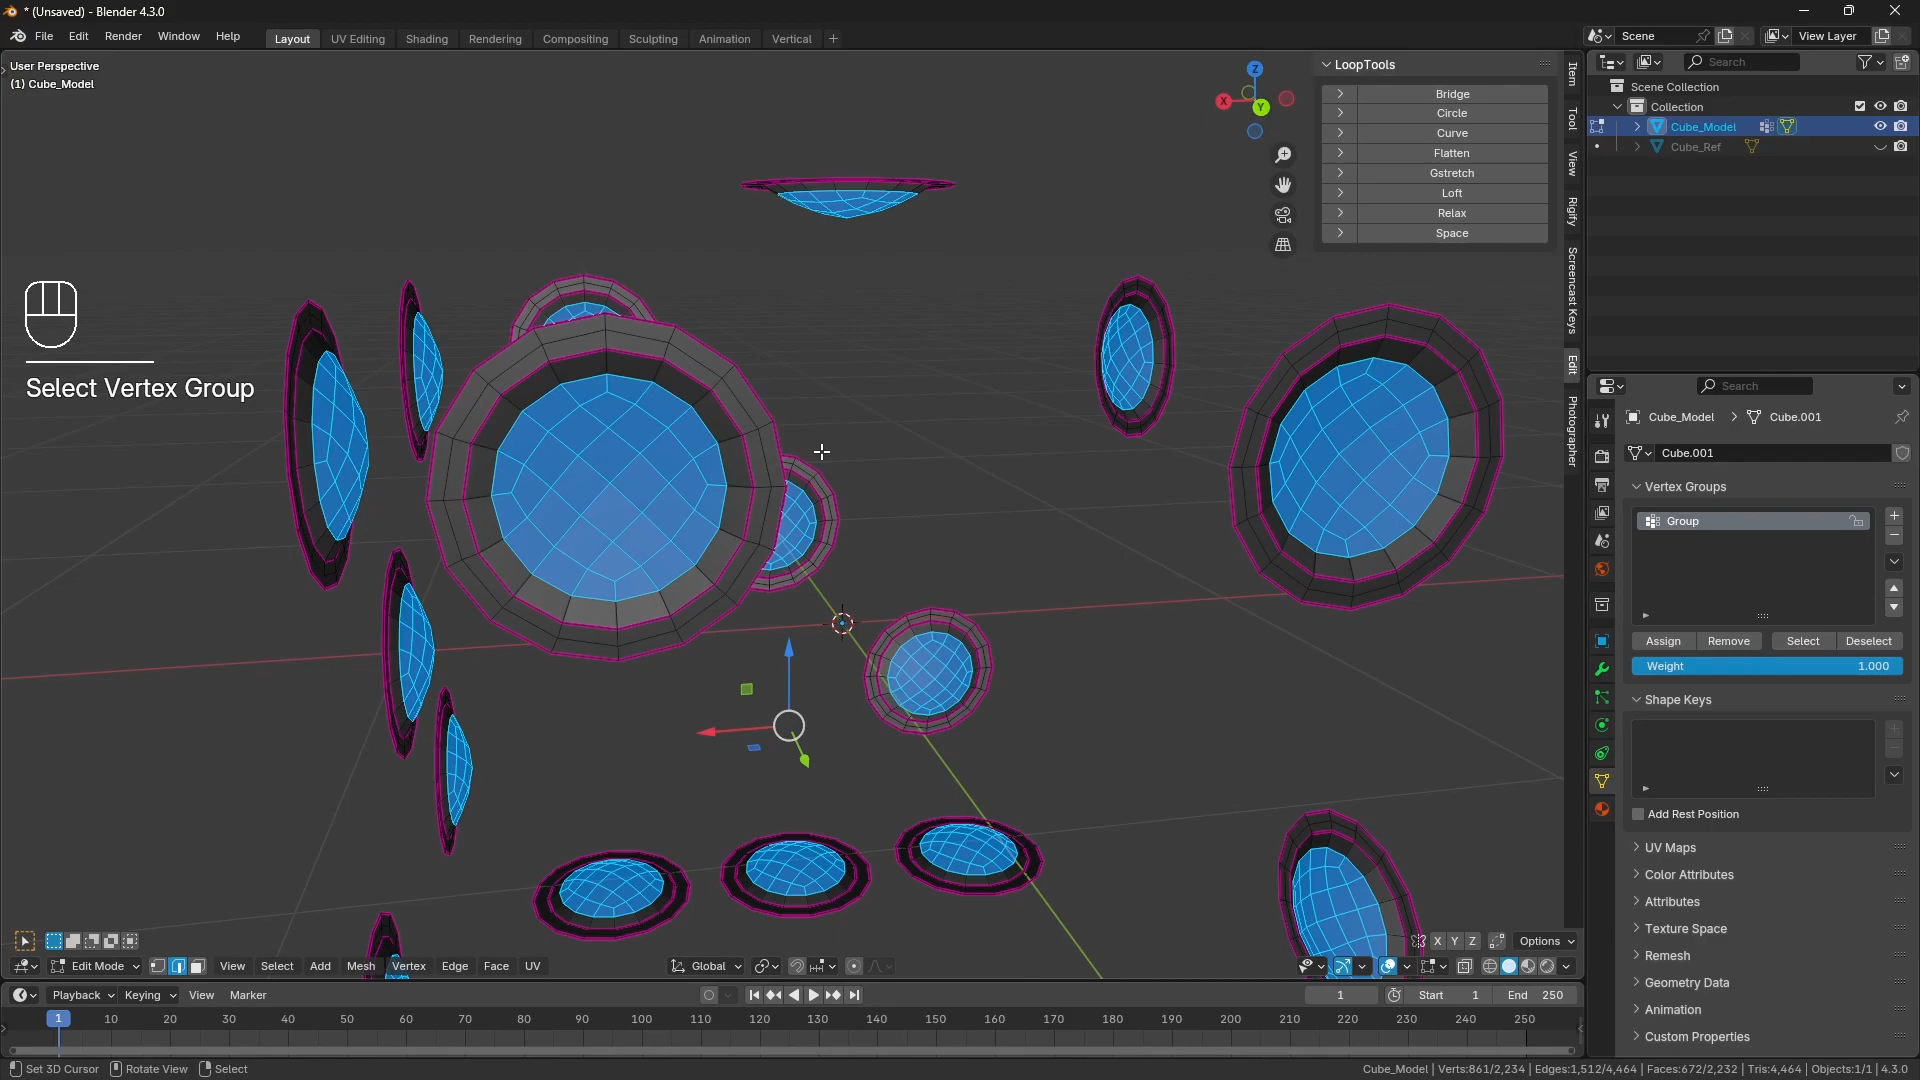 * (Unsaved) - Blender 4.3.0
File Edit Render Window Help
Layout UV Editing Shading Rendering Compositing Sculpting Animation Vertical +
Scene
View Layer
User Perspective
(1) Cube_Model
LoopTools
Bridge
Circle
Curve
Flatten
Gstretch
Loft
Relax
Space
Z
X
Y
Item
Tool
View
Rigify
Screencast Keys
Edit
Photographer
Select Vertex Group
Search
Scene Collection
Collection
Cube_Model
Cube_Ref
Search
Cube_Model > Cube.001
Cube.001
Vertex Groups
Group
Assign Remove Select Deselect
Weight 1.000
Shape Keys
Add Rest Position
UV Maps
Color Attributes
Attributes
Texture Space
Remesh
Geometry Data
Animation
Custom Properties
X Y Z Options
Edit Mode View Select Add Mesh Vertex Edge Face UV Global
Playback Keying View Marker 1 Start 1 End 250
1 10 20 30 40 50 60 70 80 90 100 110 120 130 140 150 160 170 180 190 200 210 220 230 240 250
Set 3D Cursor Rotate View Select
Cube_Model | Verts:861/2,234 | Edges:1,512/4,464 | Faces:672/2,232 | Tris:4,464 | Objects:1/1 | 4.3.0